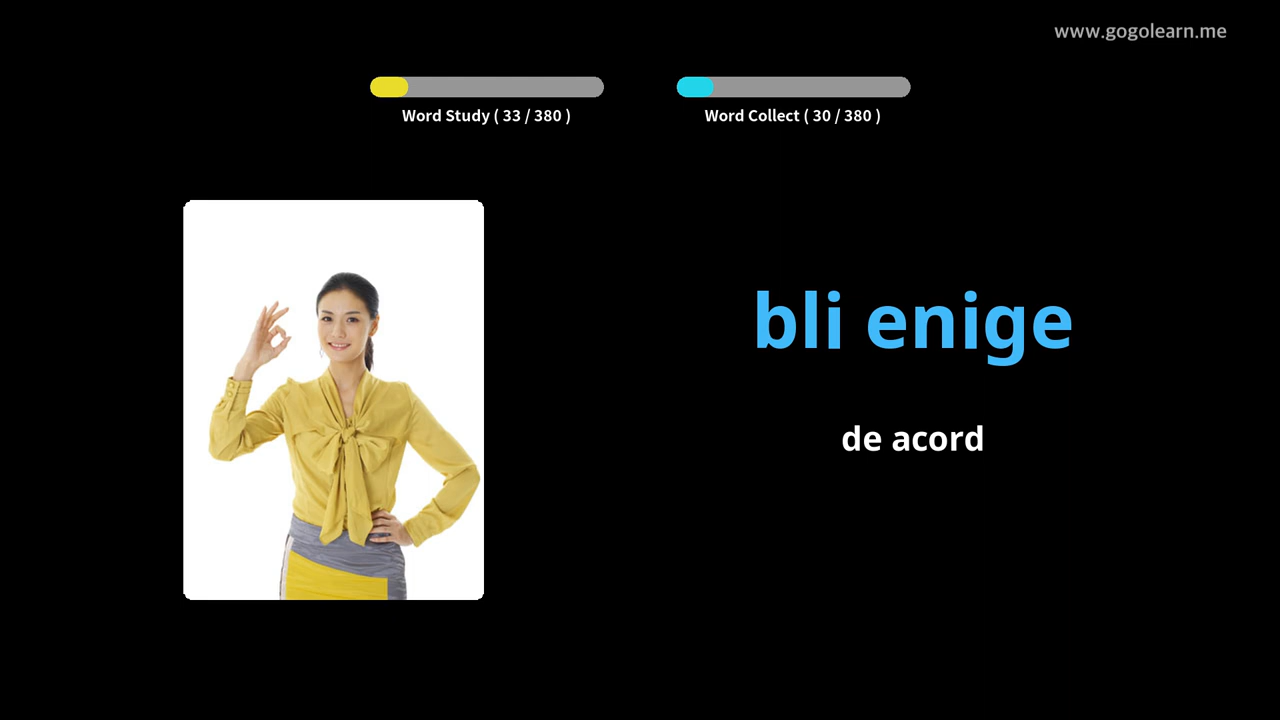 www.gogolearn.me
Word Study ( 33 / 380 )
Word Collect ( 30 / 380 )
bli enige
de acord